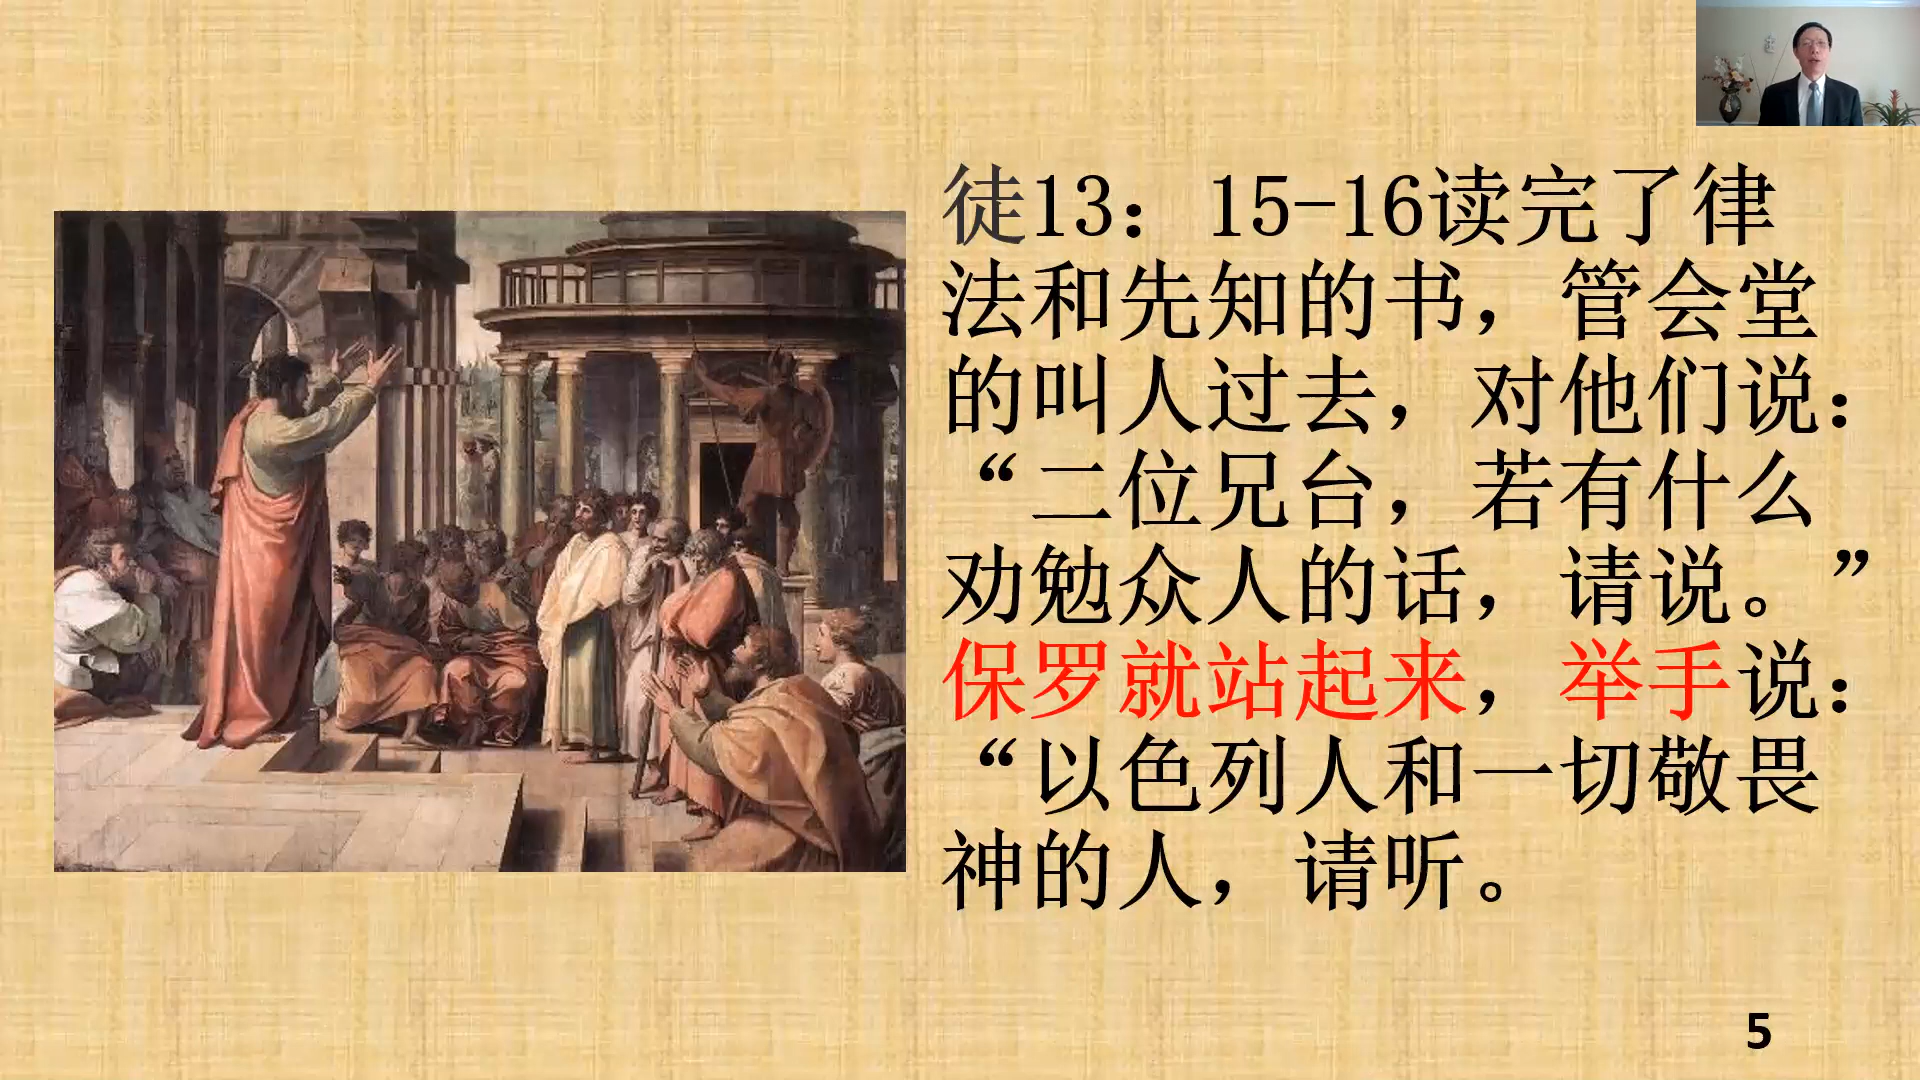 徒13：15-16读完了律
法和先知的书，管会堂
的叫人过去，对他们说：
“二位兄台，若有什么
劝勉众人的话，请说。”
保罗就站起来，举手说：
“以色列人和一切敬畏
神的人，请听。
5